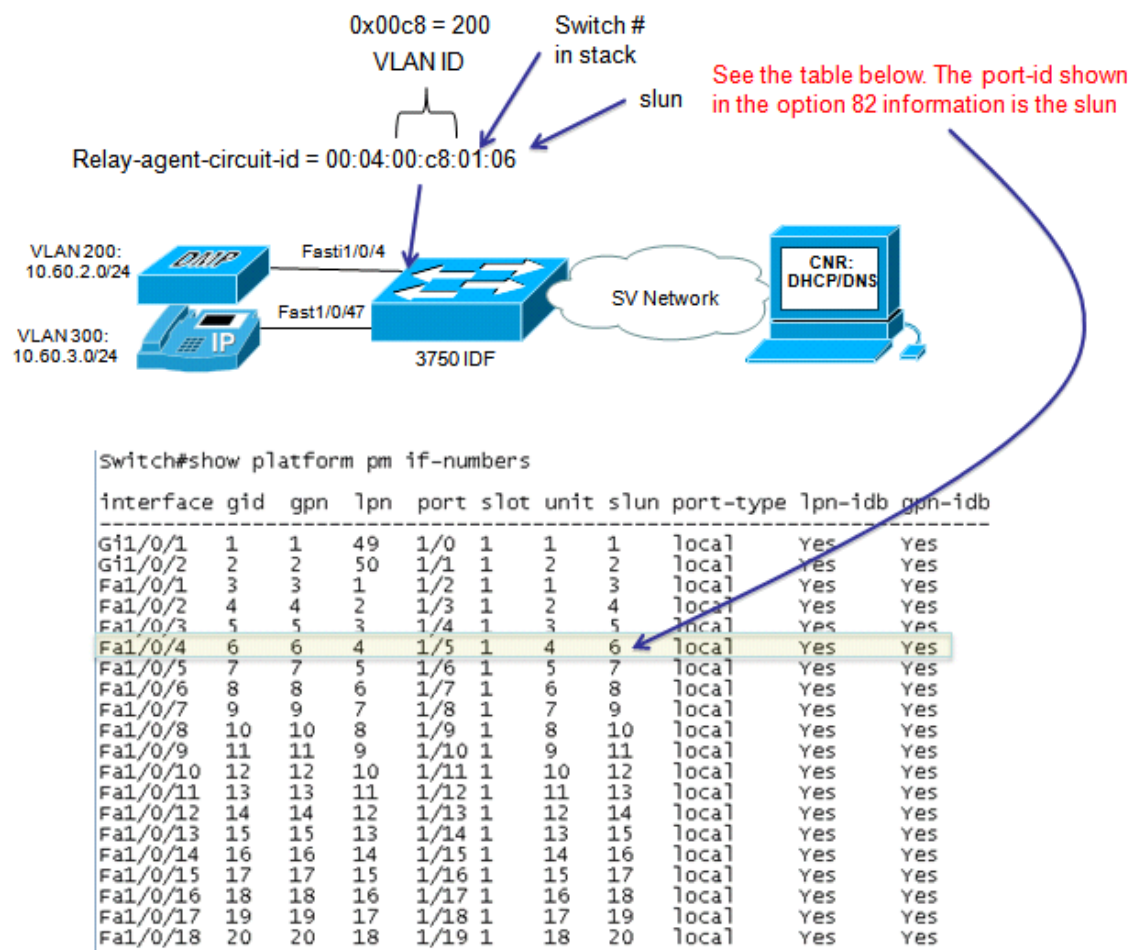 0x00c8 = 200
VLAN ID
Switch #
in stack
slun
See the table below. The port-id shown
in the option 82 information is the slun
Relay-agent-circuit-id = 00:04:00:c8:01:06
VLAN 200:
10.60.2.0/24
DMP
Fasti1/0/4
VLAN 300:
10.60.3.0/24
IP
Fast1/0/47
3750 IDF
SV Network
CNR:
DHCP/DNS
Switch#show platform pm if-numbers
interface gid gpn lpn port slot unit slun port-type lpn-idb gpn-idb
---------------------------------------------------------------
Gi1/0/1 1 1 49 1/0 1 1 1 local Yes Yes
Gi1/0/2 2 2 50 1/1 1 2 2 local Yes Yes
Fa1/0/1 3 3 1 1/2 1 1 3 local Yes Yes
Fa1/0/2 4 4 2 1/3 1 2 4 local Yes Yes
Fa1/0/3 5 5 3 1/4 1 3 5 local Yes Yes
Fa1/0/4 6 6 4 1/5 1 4 6 local Yes Yes
Fa1/0/5 7 7 5 1/6 1 5 7 local Yes Yes
Fa1/0/6 8 8 6 1/7 1 6 8 local Yes Yes
Fa1/0/7 9 9 7 1/8 1 7 9 local Yes Yes
Fa1/0/8 10 10 8 1/9 1 8 10 local Yes Yes
Fa1/0/9 11 11 9 1/10 1 9 11 local Yes Yes
Fa1/0/10 12 12 10 1/11 1 10 12 local Yes Yes
Fa1/0/11 13 13 11 1/12 1 11 13 local Yes Yes
Fa1/0/12 14 14 12 1/13 1 12 14 local Yes Yes
Fa1/0/13 15 15 13 1/14 1 13 15 local Yes Yes
Fa1/0/14 16 16 14 1/15 1 14 16 local Yes Yes
Fa1/0/15 17 17 15 1/16 1 15 17 local Yes Yes
Fa1/0/16 18 18 16 1/17 1 16 18 local Yes Yes
Fa1/0/17 19 19 17 1/18 1 17 19 local Yes Yes
Fa1/0/18 20 20 18 1/19 1 18 20 local Yes Yes